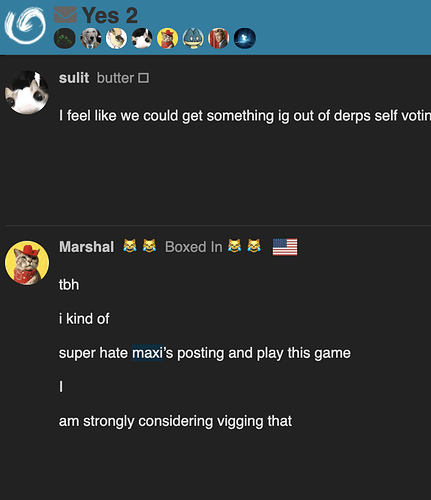 Yes 2
sulit butter □
I feel like we could get something ig out of derps self votin
Marshal 😹 😹 Boxed In 😹 😹 🇺🇸
tbh
i kind of
super hate maxi's posting and play this game
I
am strongly considering vigging that